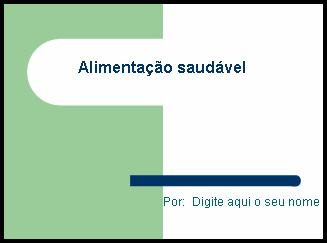 Alimentação saudável
Por: Digite aqui o seu nome